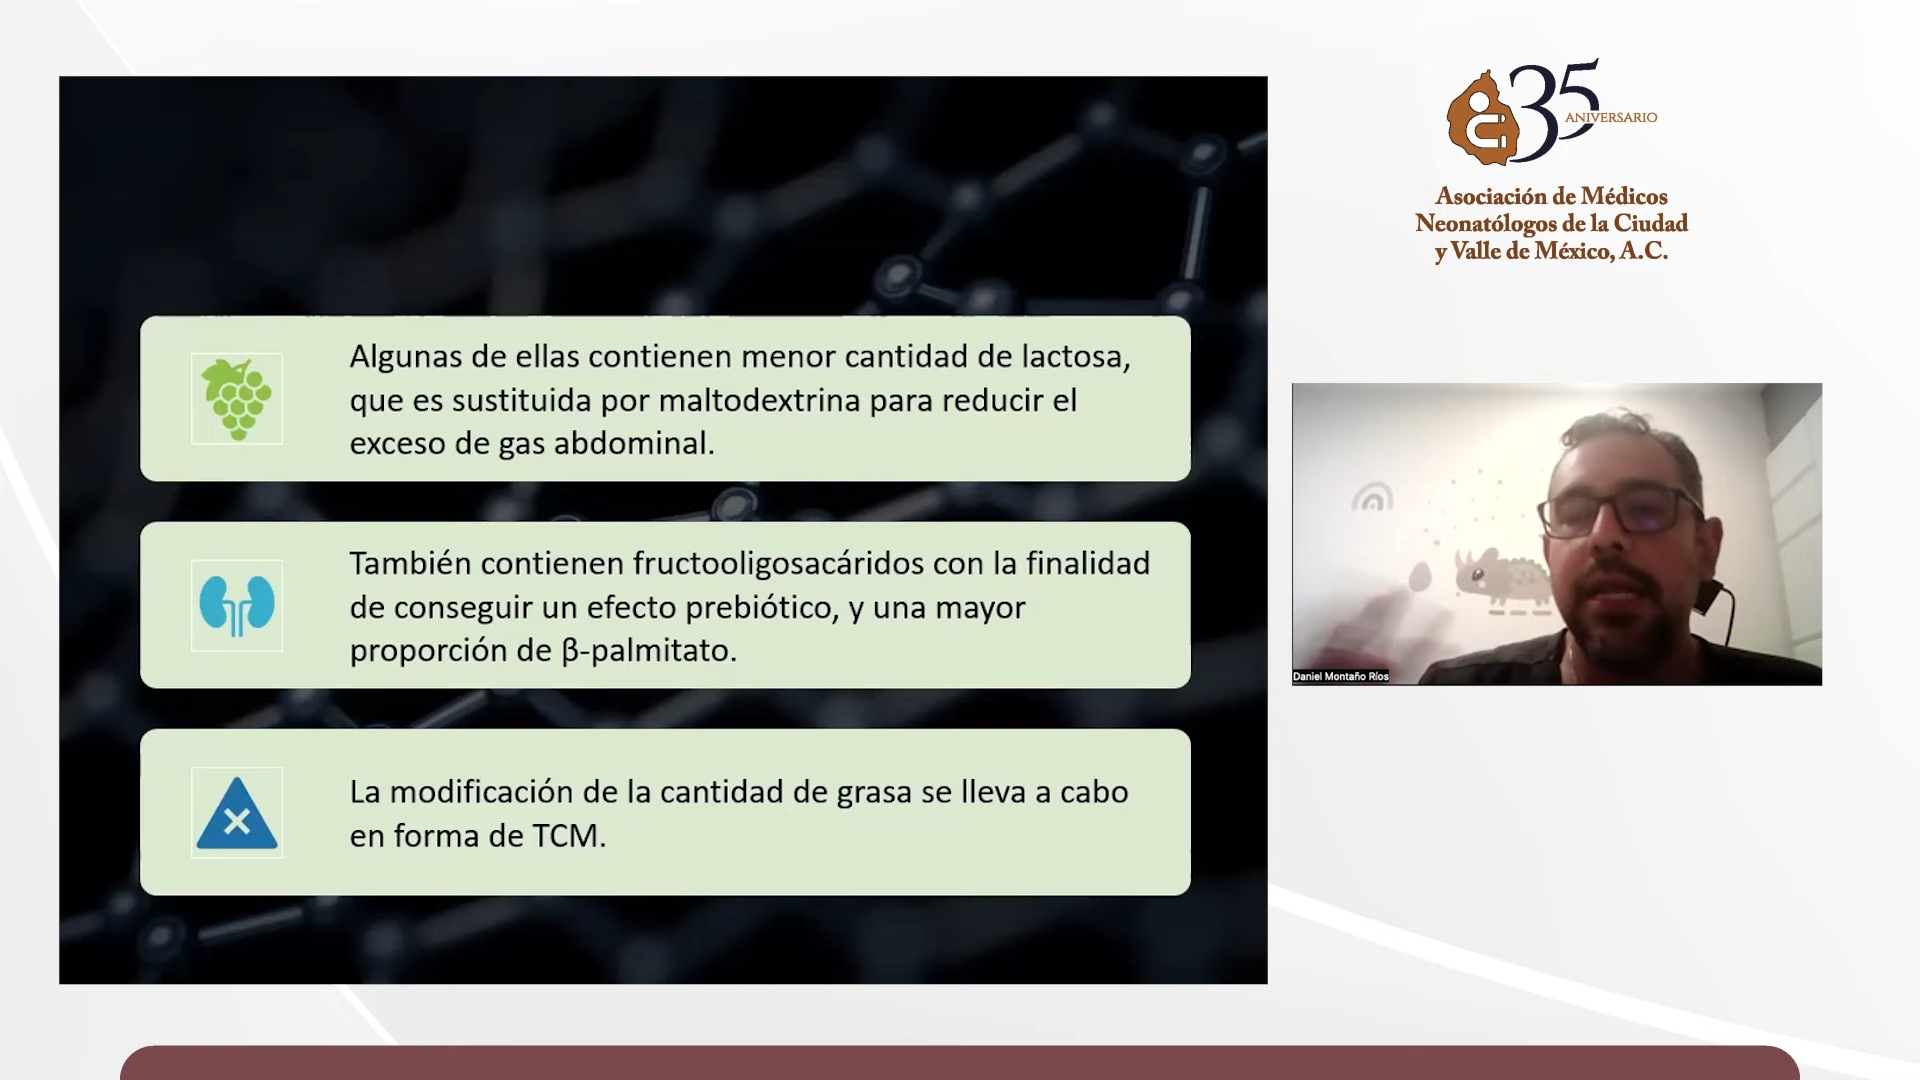 Algunas de ellas contienen menor cantidad de lactosa,
que es sustituida por maltodextrina para reducir el
exceso de gas abdominal.
También contienen fructooligosacáridos con la finalidad
de conseguir un efecto prebiótico, y una mayor
proporción de β-palmitato.
La modificación de la cantidad de grasa se lleva a cabo
en forma de TCM.
35
ANIVERSARIO
Asociación de Médicos
Neonatólogos de la Ciudad
y Valle de México, A.C.
Daniel Montaño Ríos